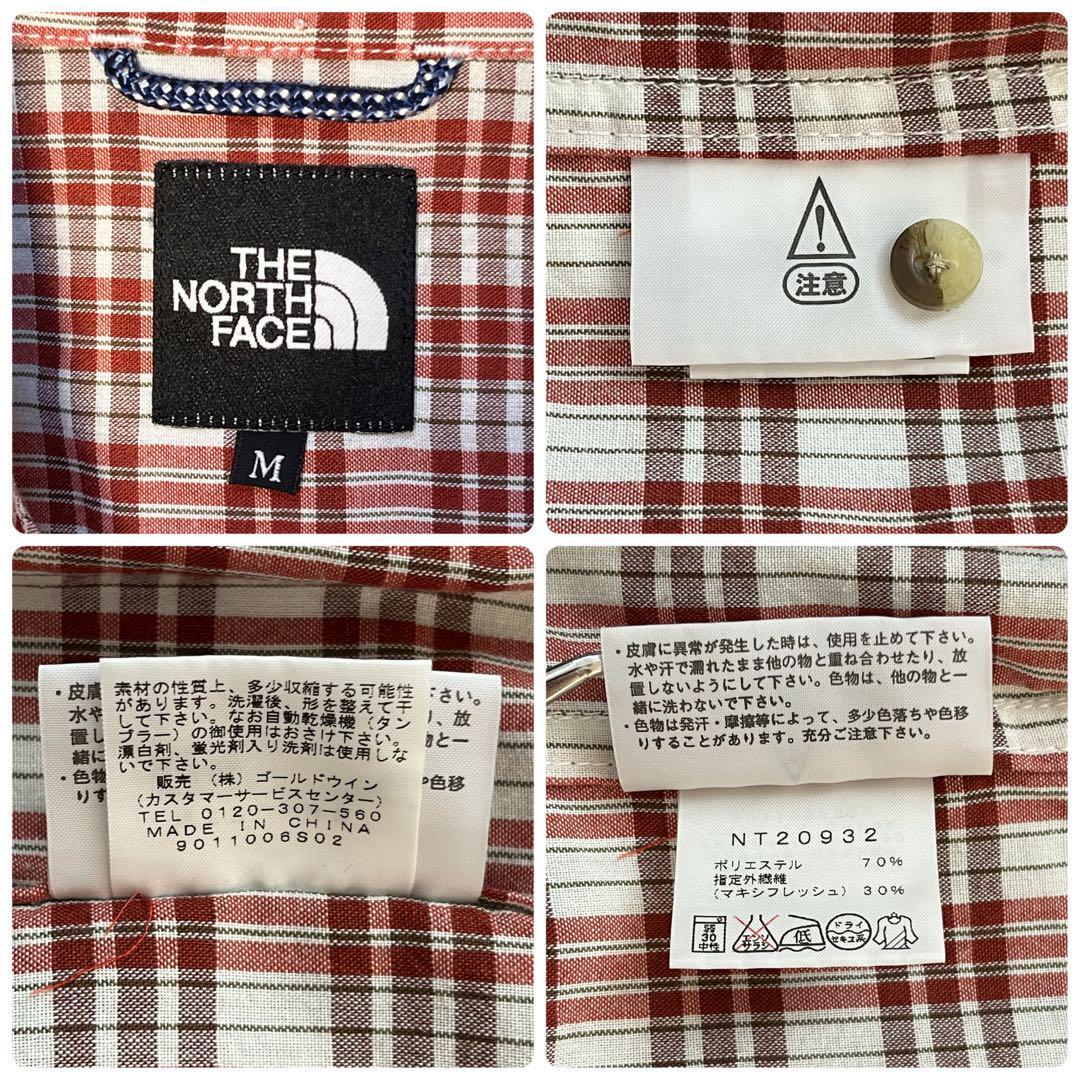 THE
NORTH
FACE
M
注意
・皮膚
水や
置し
緒に
・色物
りす
素材の性質上、多少収縮する可能性
があります。洗濯後、形を整えて干
して下さい。なお自動乾燥機(タン
ブラー)の御使用はおさけ下さい。
漂白剤、蛍光剤入り洗剤は使用しな
いで下さい。
販売 (株)ゴールドウイン
(カスタマーサービスセンター)
TEL 0120-307-560
MADE IN CHINA
9011006S02
下さい。
り、放
物と一
や色移
・皮膚に異常が発生した時は、使用を止めて下さい。
水や汗で濡れたまま他の物と重ね合わせたり、放
置しないようにして下さい。色物は、他の物と一
緒に洗わないで下さい。
・色物は発汗・摩擦等によって、多少色落ちや色移
りすることがあります。充分ご注意下さい。
NT20932
ポリエステル 70%
指定外繊維
(マキシフレッシュ) 30%
弱
30
中性
エンソ
サラシ
低
ドライ
セキユ系